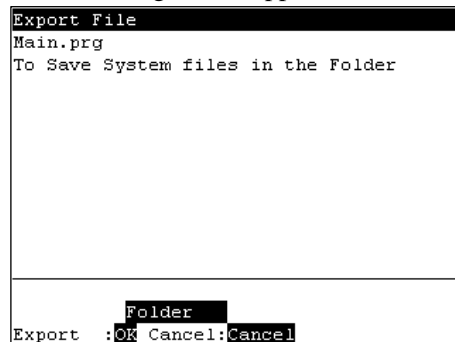 Export File
Main.prg
To Save System files in the Folder
Folder
Export :OK Cancel:Cancel